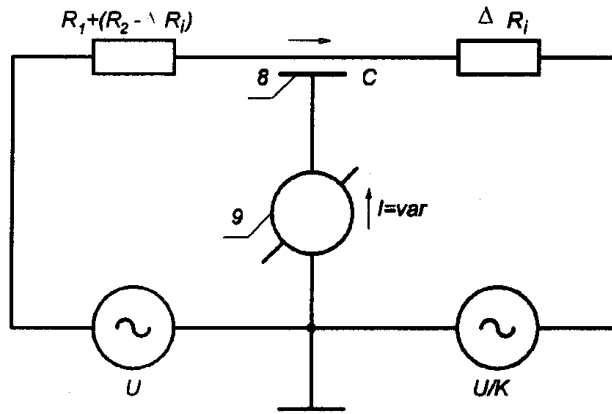 R₁+(R₂ - \ Rᵢ)
Δ Rᵢ
8
C
9
I=var
U
U/K